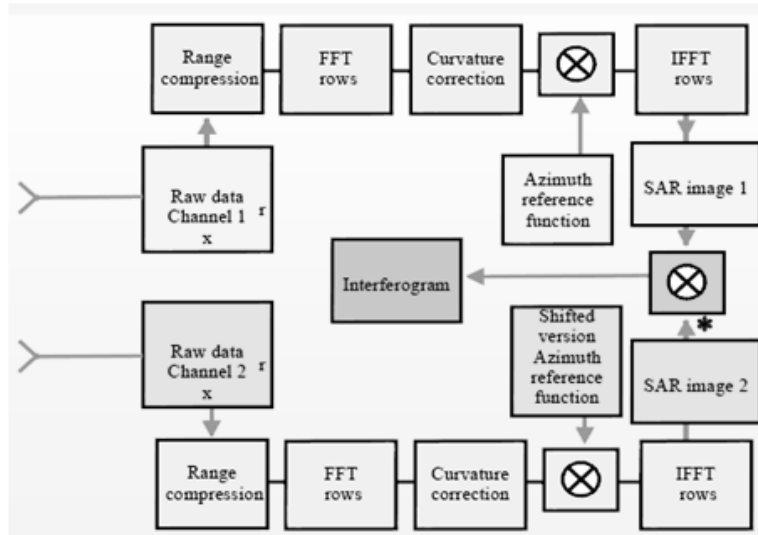 Range
compression
FFT
rows
Curvature
correction
IFFT
rows
Raw data
Channel 1 r
x
Azimuth
reference
function
SAR image 1
Interferogram
Raw data
Channel 2 r
x
Shifted
version
Azimuth
reference
function
*
SAR image 2
Range
compression
FFT
rows
Curvature
correction
IFFT
rows